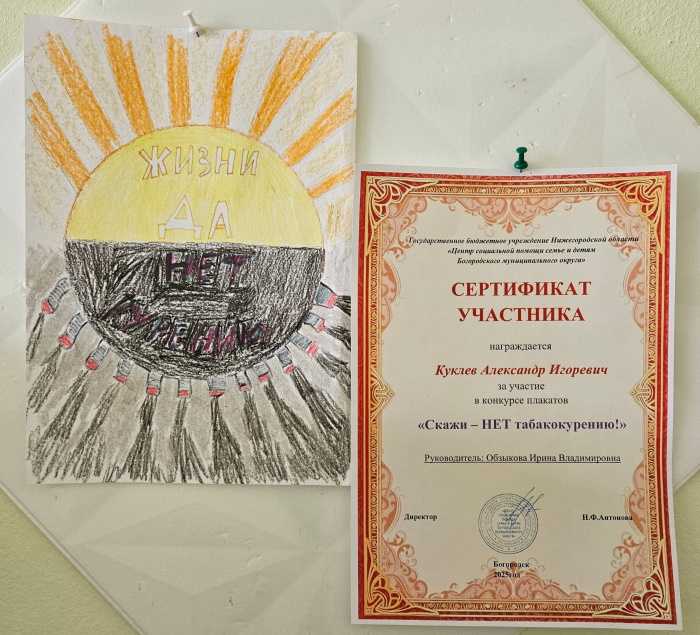 ЖИЗНИ
ДА
НЕТ
КУРЕНИЮ
Государственное бюджетное учреждение Нижегородской области
«Центр социальной помощи семье и детям
Богородского муниципального округа»
СЕРТИФИКАТ
УЧАСТНИКА
награждается
Куклев Александр Игоревич
за участие
в конкурсе плакатов
«Скажи – НЕТ табакокурению!»
Руководитель: Обзыкова Ирина Владимировна
Директор Н.Ф.Антонова
Богородск
2025год